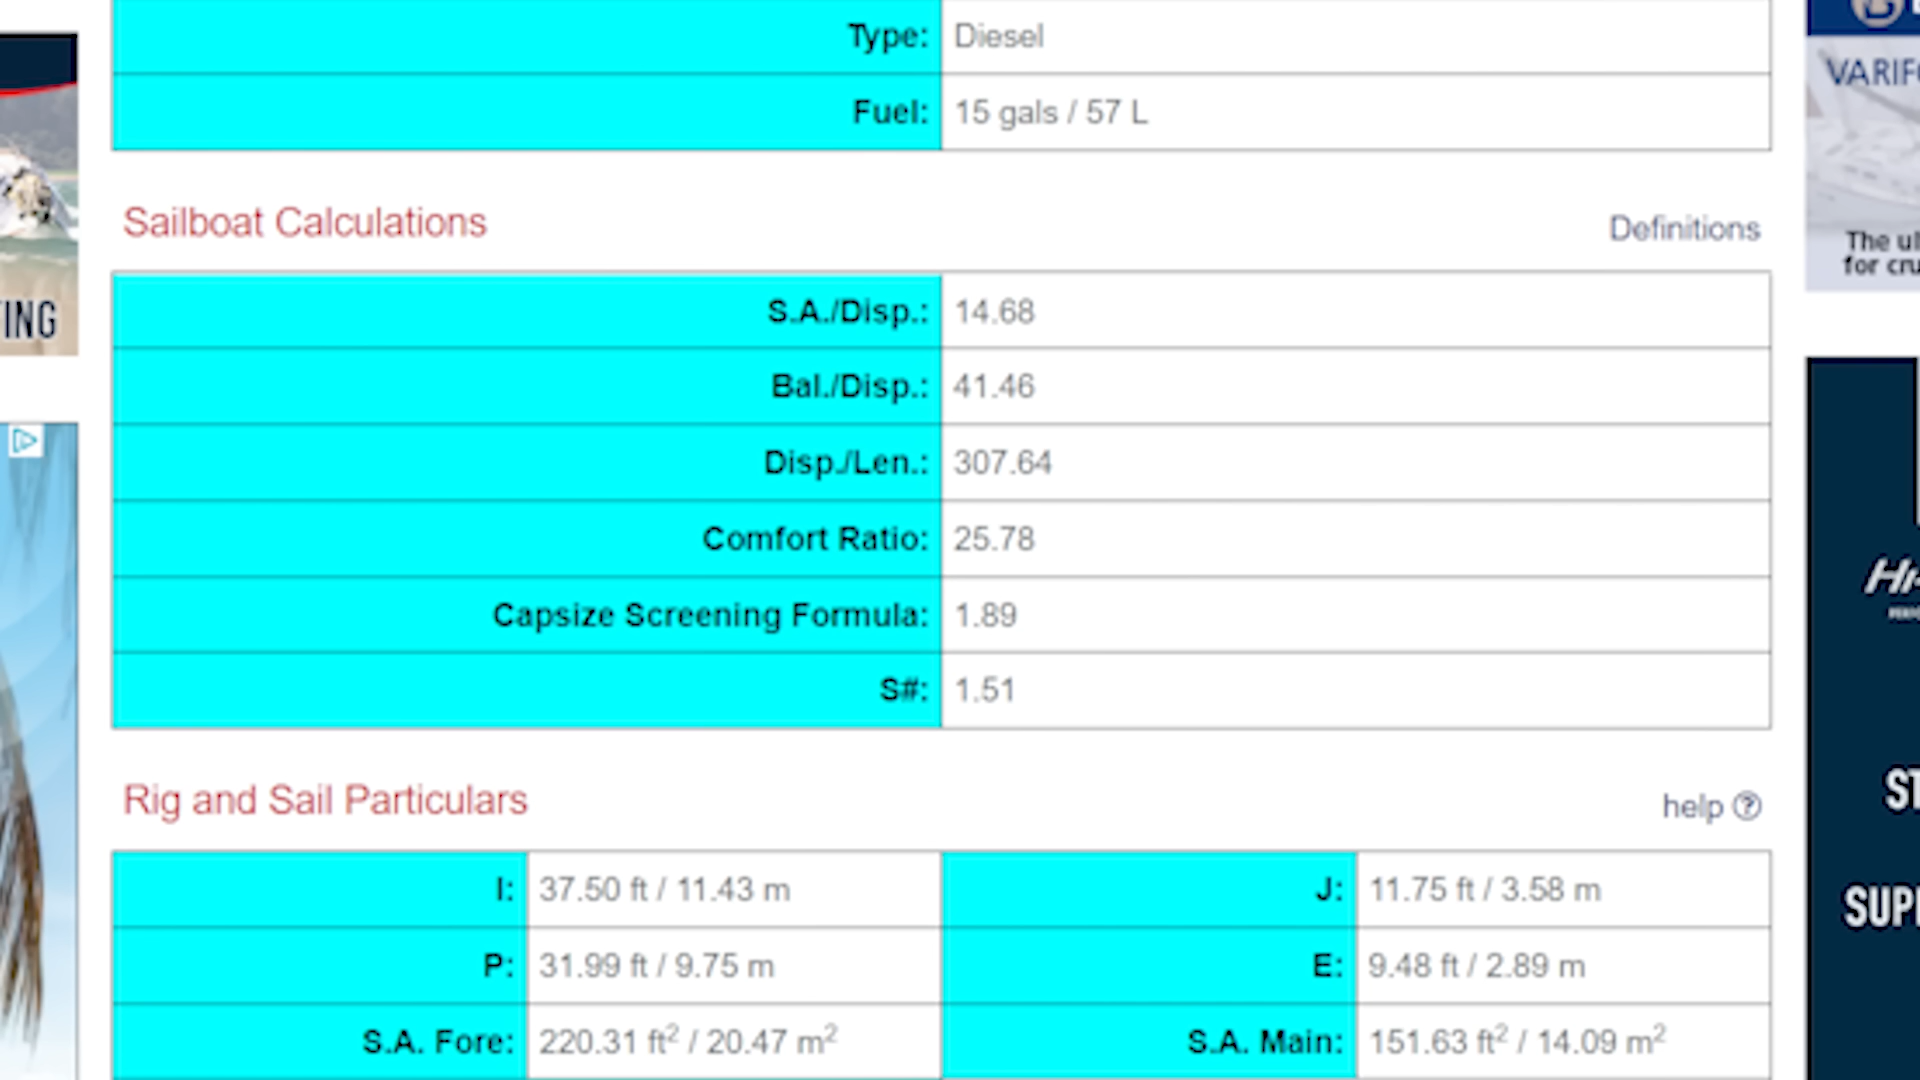 Type: Diesel
Fuel: 15 gals / 57 L
Sailboat Calculations Definitions
S.A./Disp.: 14.68
Bal./Disp.: 41.46
Disp./Len.: 307.64
Comfort Ratio: 25.78
Capsize Screening Formula: 1.89
S#: 1.51
Rig and Sail Particulars help ?
I: 37.50 ft / 11.43 m J: 11.75 ft / 3.58 m
P: 31.99 ft / 9.75 m E: 9.48 ft / 2.89 m
S.A. Fore: 220.31 ft² / 20.47 m² S.A. Main: 151.63 ft² / 14.09 m²
ING
VARIF
The ul
for cru
HI
ST
SUP